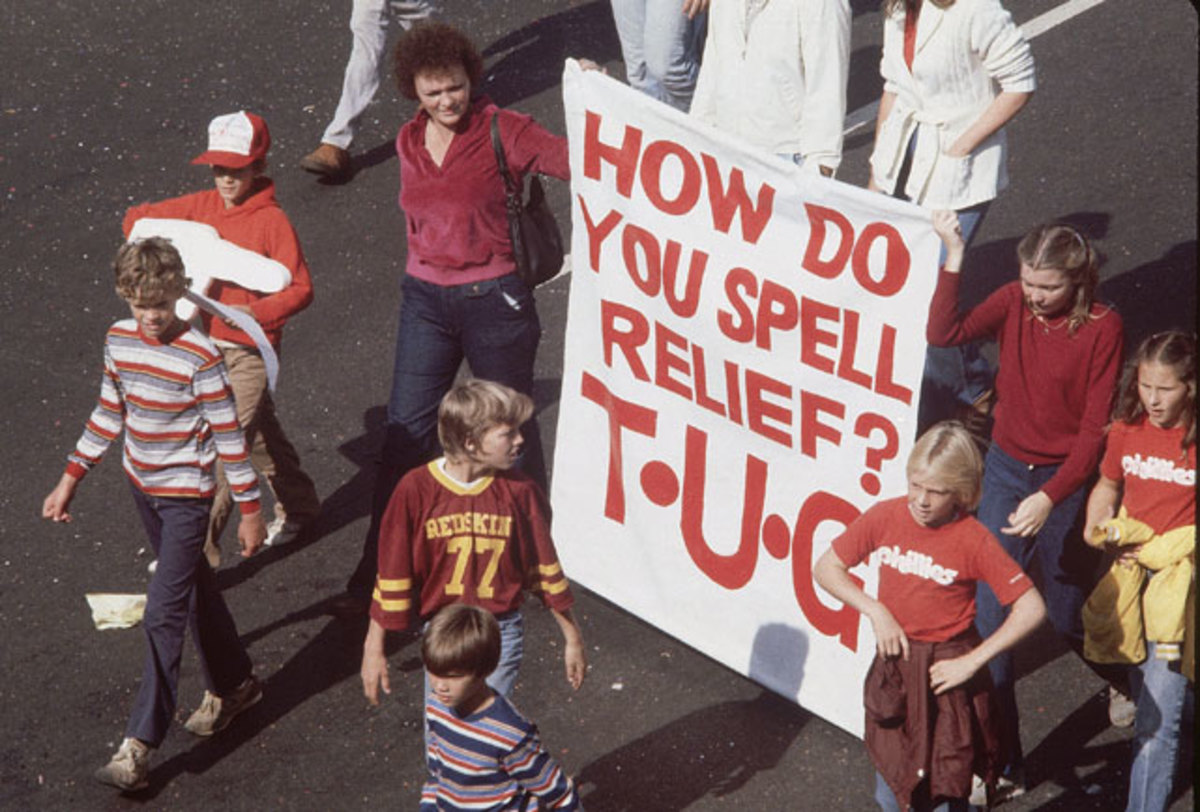 HOW DO
YOU SPELL
RELIEF?
T•U•G
REDSKIN
77
Phillies
Phillies